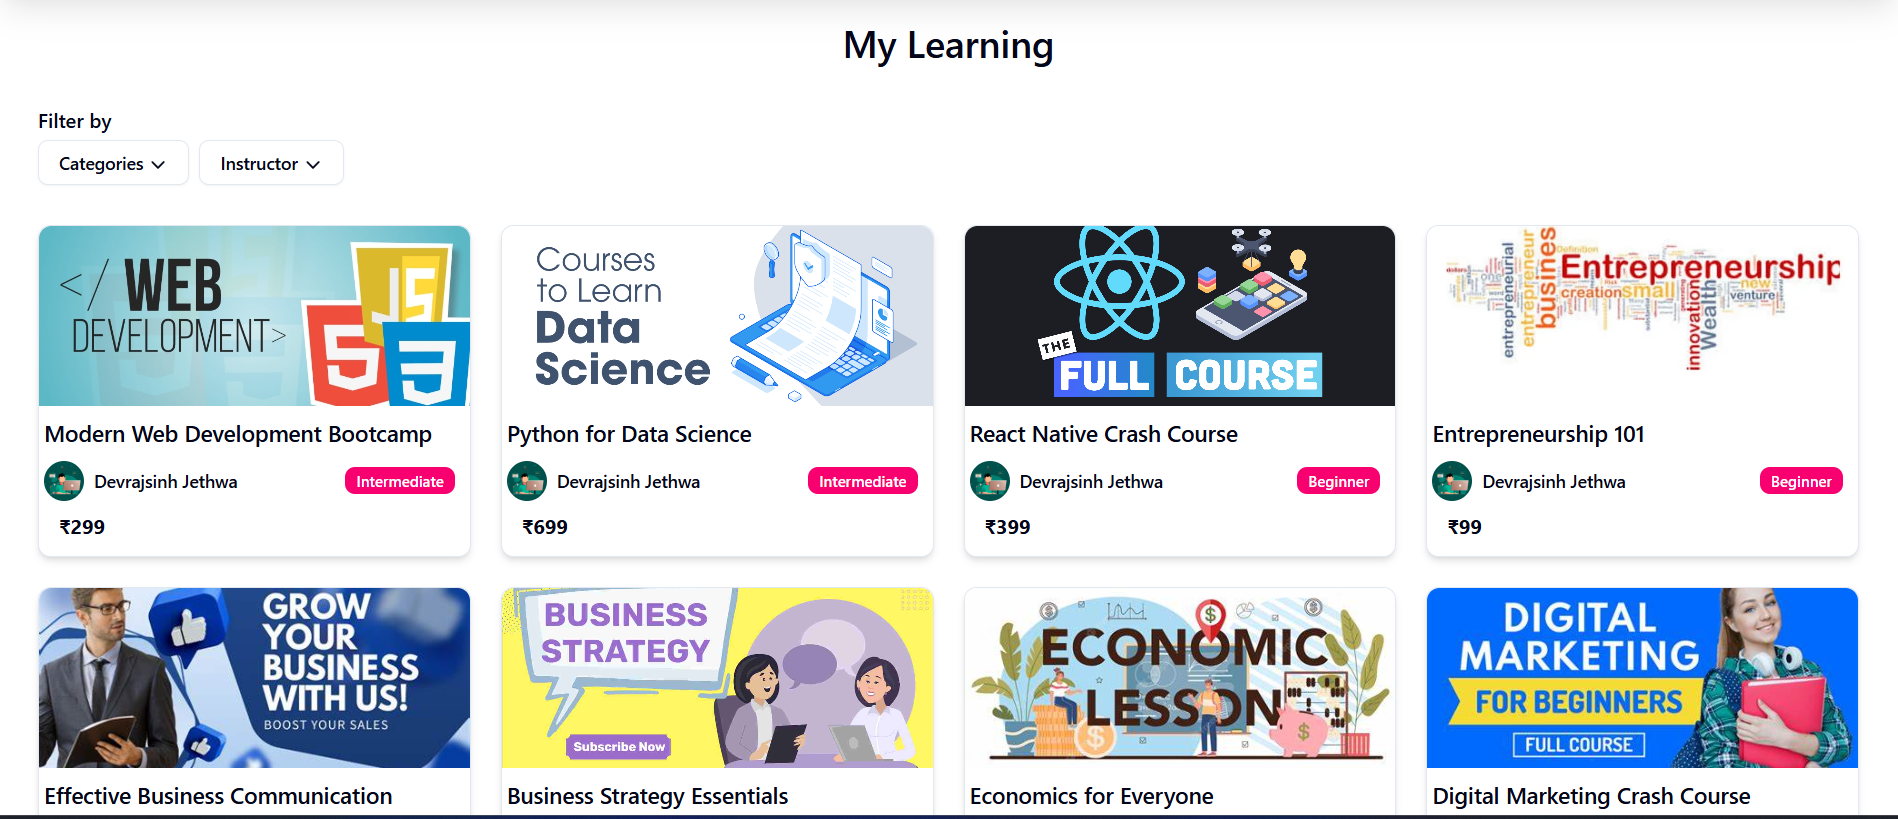 My Learning
Filter by
Categories
Instructor
</ WEB
DEVELOPMENT>
JS
5
3
Modern Web Development Bootcamp
Devrajsinh Jethwa
Intermediate
₹299
Courses
to Learn
Data
Science
Python for Data Science
Devrajsinh Jethwa
Intermediate
₹699
THE
FULL COURSE
React Native Crash Course
Devrajsinh Jethwa
Beginner
₹399
entrepreneurial
entrepreneur
business
Definition
Entrepreneurship
creation
small
new
venture
innovation
Wealth
Entrepreneurship 101
Devrajsinh Jethwa
Beginner
₹99
GROW
YOUR
BUSINESS
WITH US!
BOOST YOUR SALES
Effective Business Communication
BUSINESS
STRATEGY
Subscribe Now
Business Strategy Essentials
ECONOMIC
LESSON
Economics for Everyone
DIGITAL
MARKETING
FOR BEGINNERS
FULL COURSE
Digital Marketing Crash Course